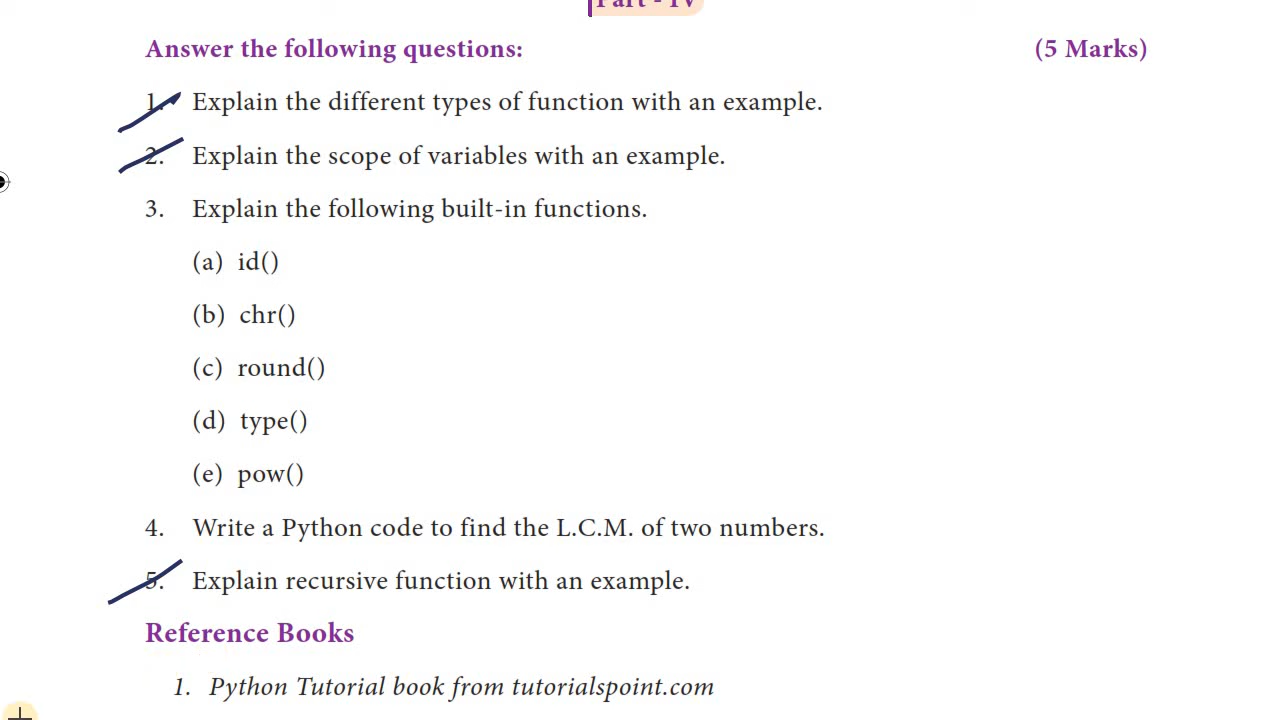 Part - IV
Answer the following questions: (5 Marks)
1. Explain the different types of function with an example.
2. Explain the scope of variables with an example.
3. Explain the following built-in functions.
(a) id()
(b) chr()
(c) round()
(d) type()
(e) pow()
4. Write a Python code to find the L.C.M. of two numbers.
5. Explain recursive function with an example.
Reference Books
1. Python Tutorial book from tutorialspoint.com